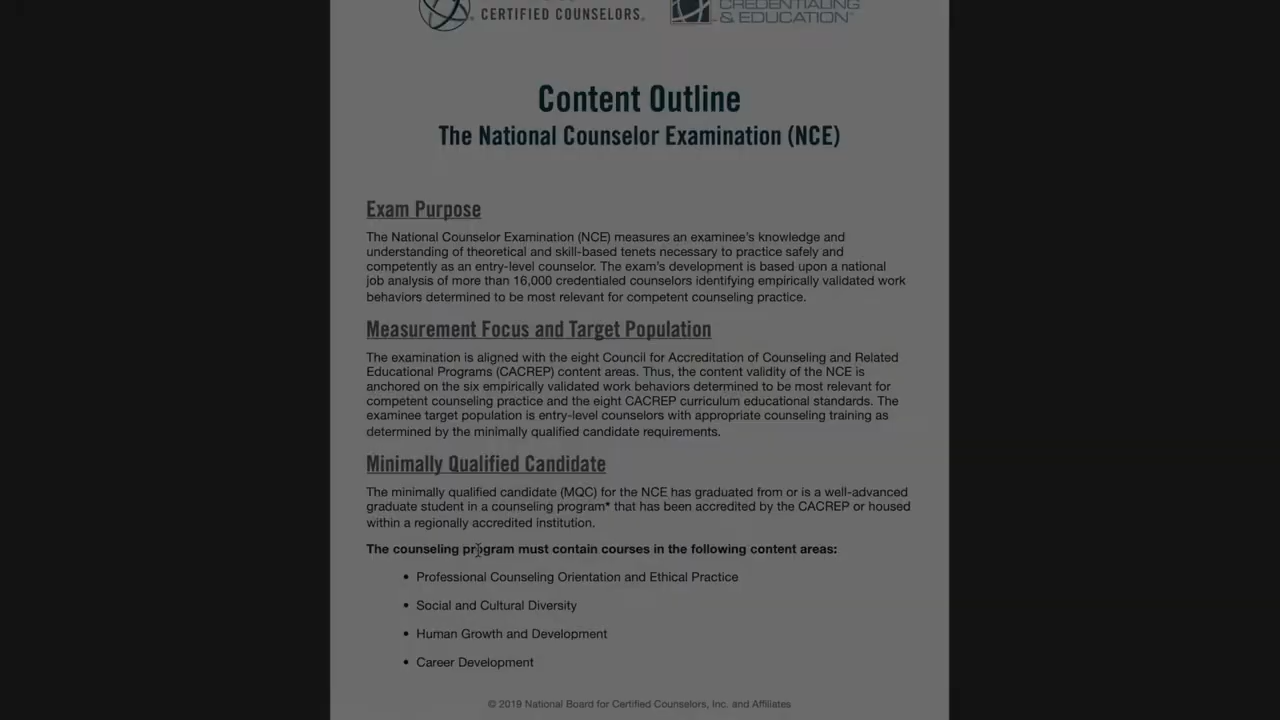 CERTIFIED COUNSELORS®
CREDENTIALING
& EDUCATION
Content Outline
The National Counselor Examination (NCE)
Exam Purpose
The National Counselor Examination (NCE) measures an examinee's knowledge and
understanding of theoretical and skill-based tenets necessary to practice safely and
competently as an entry-level counselor. The exam's development is based upon a national
job analysis of more than 16,000 credentialed counselors identifying empirically validated work
behaviors determined to be most relevant for competent counseling practice.
Measurement Focus and Target Population
The examination is aligned with the eight Council for Accreditation of Counseling and Related
Educational Programs (CACREP) content areas. Thus, the content validity of the NCE is
anchored on the six empirically validated work behaviors determined to be most relevant for
competent counseling practice and the eight CACREP curriculum educational standards. The
examinee target population is entry-level counselors with appropriate counseling training as
determined by the minimally qualified candidate requirements.
Minimally Qualified Candidate
The minimally qualified candidate (MQC) for the NCE has graduated from or is a well-advanced
graduate student in a counseling program* that has been accredited by the CACREP or housed
within a regionally accredited institution.
The counseling program must contain courses in the following content areas:
• Professional Counseling Orientation and Ethical Practice
• Social and Cultural Diversity
• Human Growth and Development
• Career Development
© 2019 National Board for Certified Counselors, Inc. and Affiliates